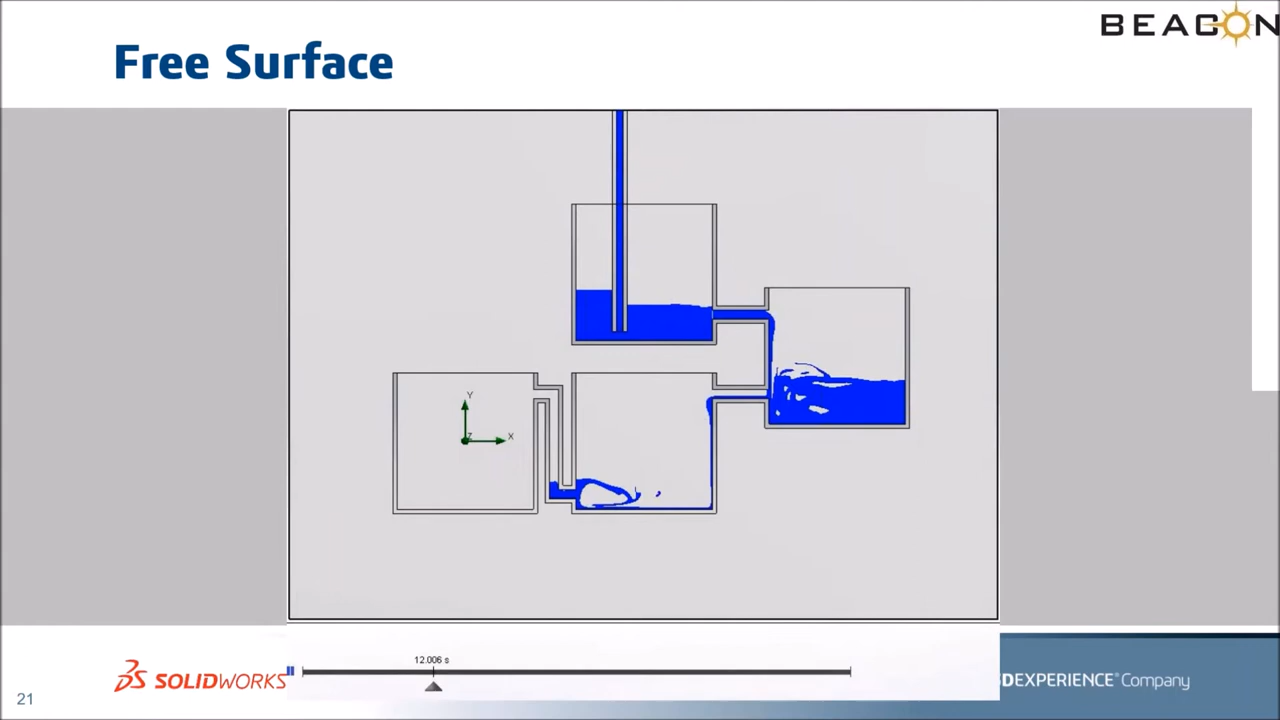 BEACON
Free Surface
Y
Z
X
12.006 s
SOLIDWORKS
3DEXPERIENCE® Company
21